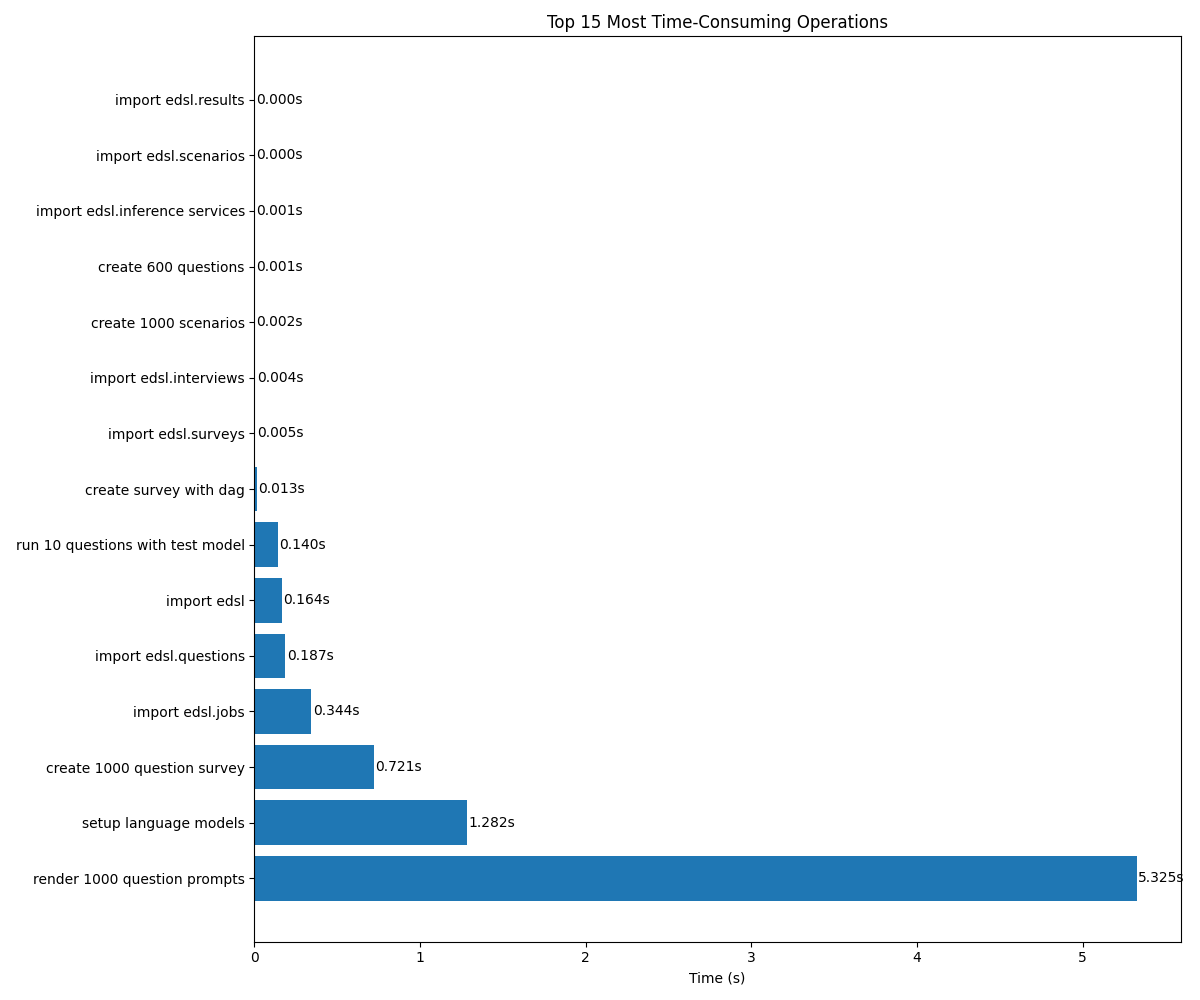 Top 15 Most Time-Consuming Operations
import edsl.results 0.000s
import edsl.scenarios 0.000s
import edsl.inference services 0.001s
create 600 questions 0.001s
create 1000 scenarios 0.002s
import edsl.interviews 0.004s
import edsl.surveys 0.005s
create survey with dag 0.013s
run 10 questions with test model 0.140s
import edsl 0.164s
import edsl.questions 0.187s
import edsl.jobs 0.344s
create 1000 question survey 0.721s
setup language models 1.282s
render 1000 question prompts 5.325s
0 1 2 3 4 5
Time (s)